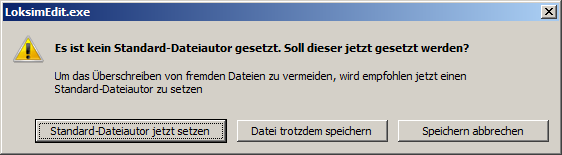 LoksimEdit.exe
Es ist kein Standard-Dateiautor gesetzt. Soll dieser jetzt gesetzt werden?
Um das Überschreiben von fremden Dateien zu vermeiden, wird empfohlen jetzt einen
Standard-Dateiautor zu setzen
Standard-Dateiautor jetzt setzen
Datei trotzdem speichern
Speichern abbrechen